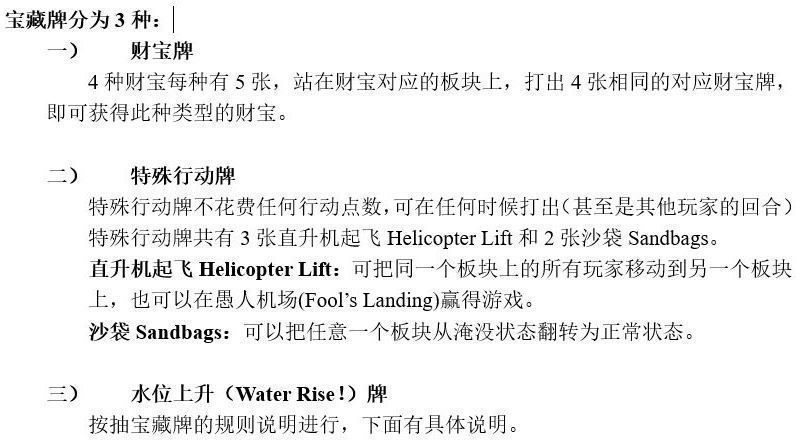 宝藏牌分为3种：
一） 财宝牌
4种财宝每种有5张，站在财宝对应的板块上，打出4张相同的对应财宝牌，
即可获得此种类型的财宝。
二） 特殊行动牌
特殊行动牌不花费任何行动点数，可在任何时候打出（甚至是其他玩家的回合）
特殊行动牌共有3张直升机起飞 Helicopter Lift 和2张沙袋 Sandbags。
直升机起飞 Helicopter Lift：可把同一个板块上的所有玩家移动到另一个板块
上，也可以在愚人机场(Fool's Landing)赢得游戏。
沙袋 Sandbags：可以把任意一个板块从淹没状态翻转为正常状态。
三） 水位上升（Water Rise！）牌
按抽宝藏牌的规则说明进行，下面有具体说明。